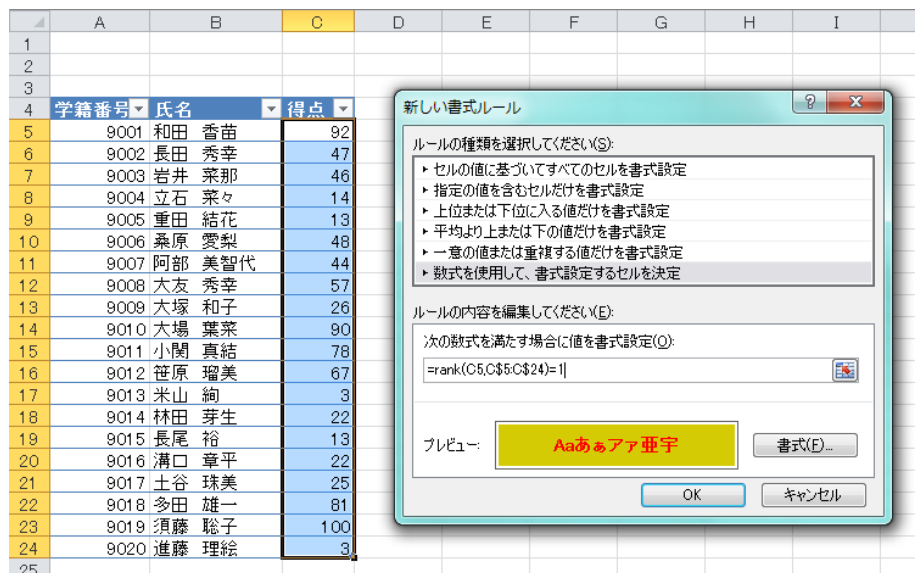 A B C D E F G H I
1
2
3
4 学籍番号 氏名 得点
5 9001 和田 香苗 92
6 9002 長田 秀幸 47
7 9003 岩井 菜那 46
8 9004 立石 菜々 14
9 9005 重田 結花 13
10 9006 桑原 愛梨 48
11 9007 阿部 美智代 44
12 9008 大友 秀幸 57
13 9009 大塚 和子 26
14 9010 大場 葉菜 90
15 9011 小関 真結 78
16 9012 笹原 瑠美 67
17 9013 米山 絢 3
18 9014 林田 芽生 22
19 9015 長尾 裕 13
20 9016 溝口 章平 22
21 9017 土谷 珠美 25
22 9018 多田 雄一 81
23 9019 須藤 聡子 100
24 9020 進藤 理絵 3
25
新しい書式ルール
ルールの種類を選択してください(S):
セルの値に基づいてすべてのセルを書式設定
指定の値を含むセルだけを書式設定
上位または下位に入る値だけを書式設定
平均より上または下の値だけを書式設定
一意の値または重複する値だけを書式設定
数式を使用して、書式設定するセルを決定
ルールの内容を編集してください(E):
次の数式を満たす場合に値を書式設定(O):
=rank(C5,C$5:C$24)=1
プレビュー: Aaあぁアァ亜宇 書式(F)...
OK キャンセル